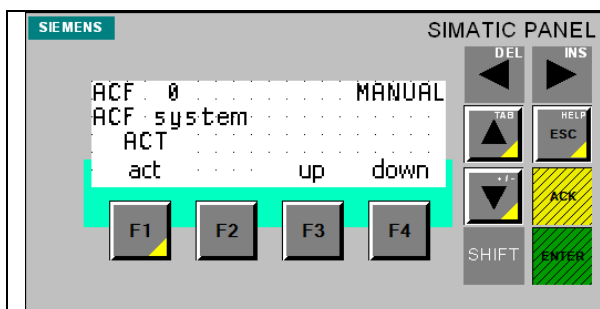 SIEMENS
SIMATIC PANEL
DEL
INS
ACF 0 MANUAL
ACF system
ACT
act up down
TAB
HELP
ESC
+/-
ACK
F1 F2 F3 F4
SHIFT
ENTER